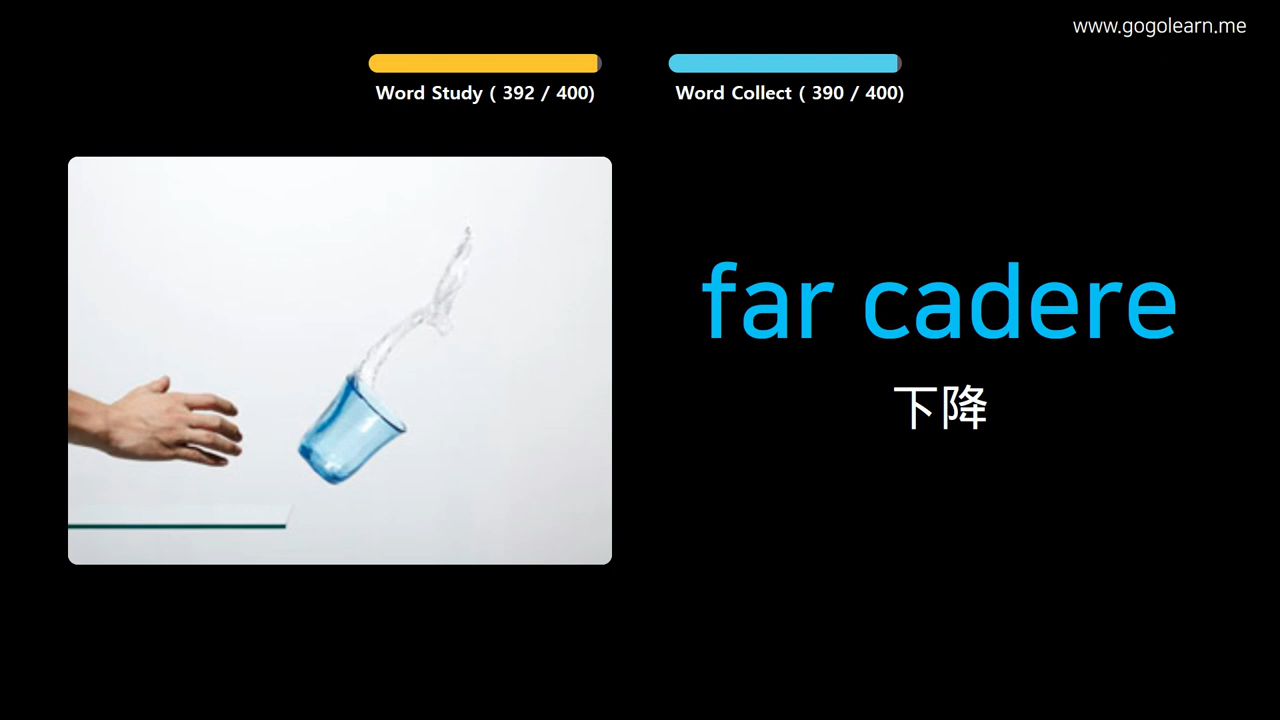 www.gogolearn.me
Word Study ( 392 / 400)
Word Collect ( 390 / 400)
far cadere
下降